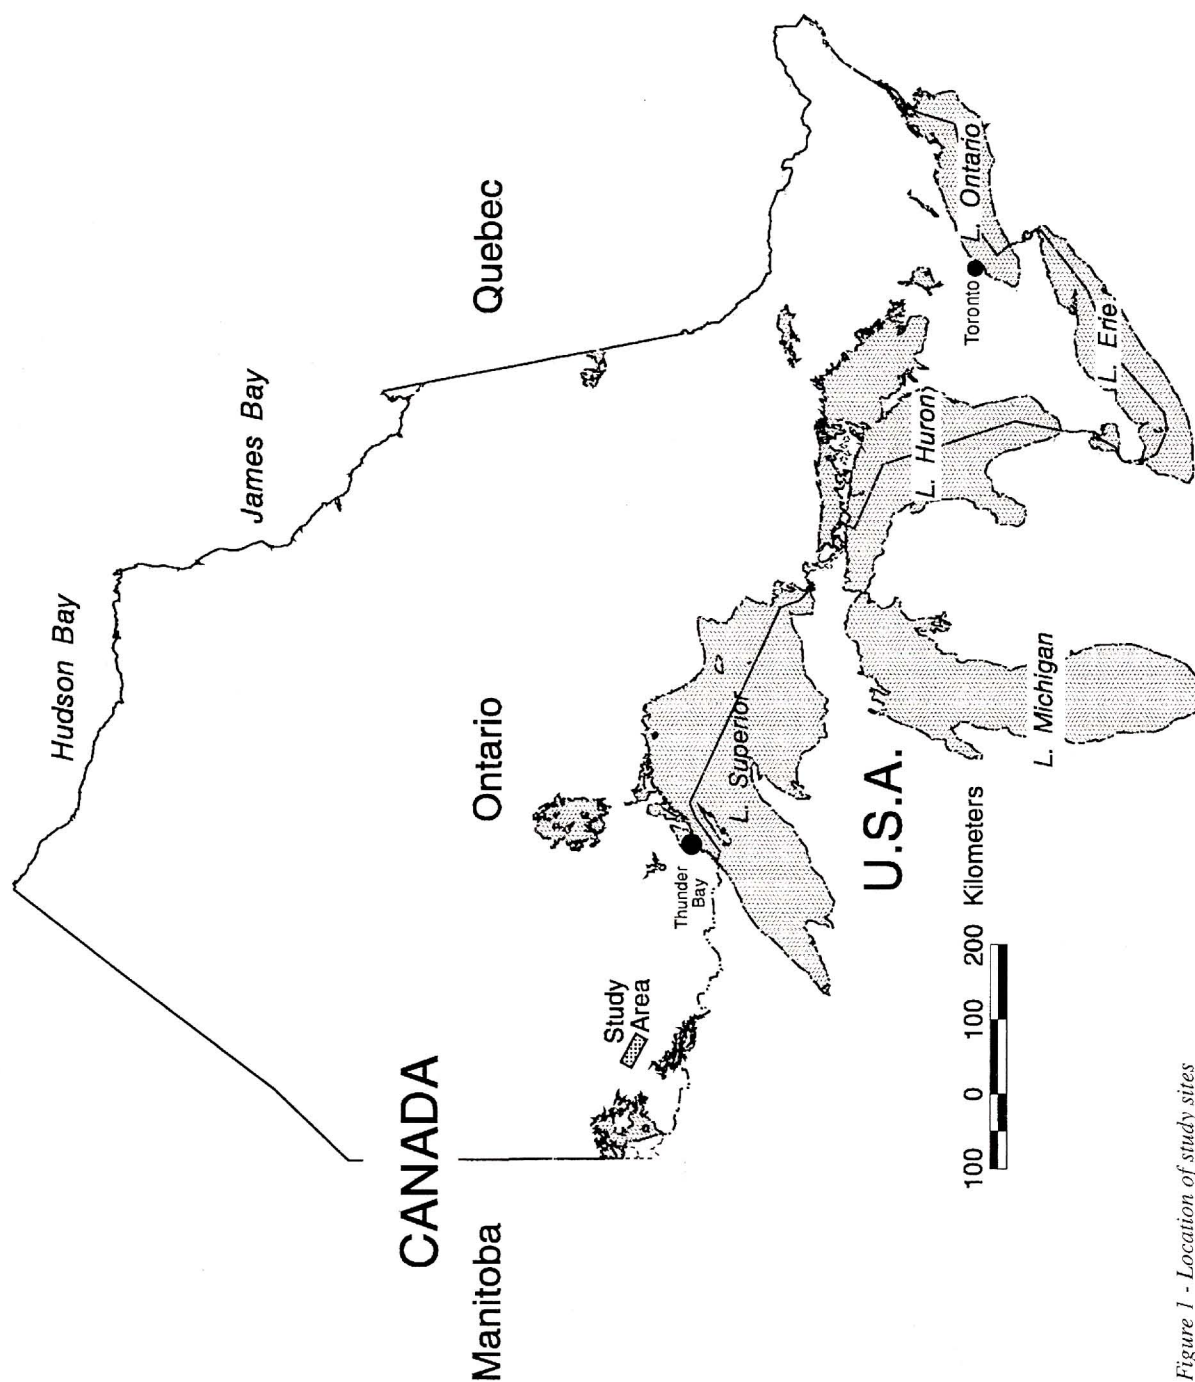 Hudson Bay
James Bay
CANADA
Manitoba
Ontario
Quebec
Study
Area
Thunder
Bay
L. Superior
U.S.A.
L. Michigan
L. Huron
Toronto
L. Ontario
L. Erie
100 0 100 200 Kilometers
Figure 1 - Location of study sites